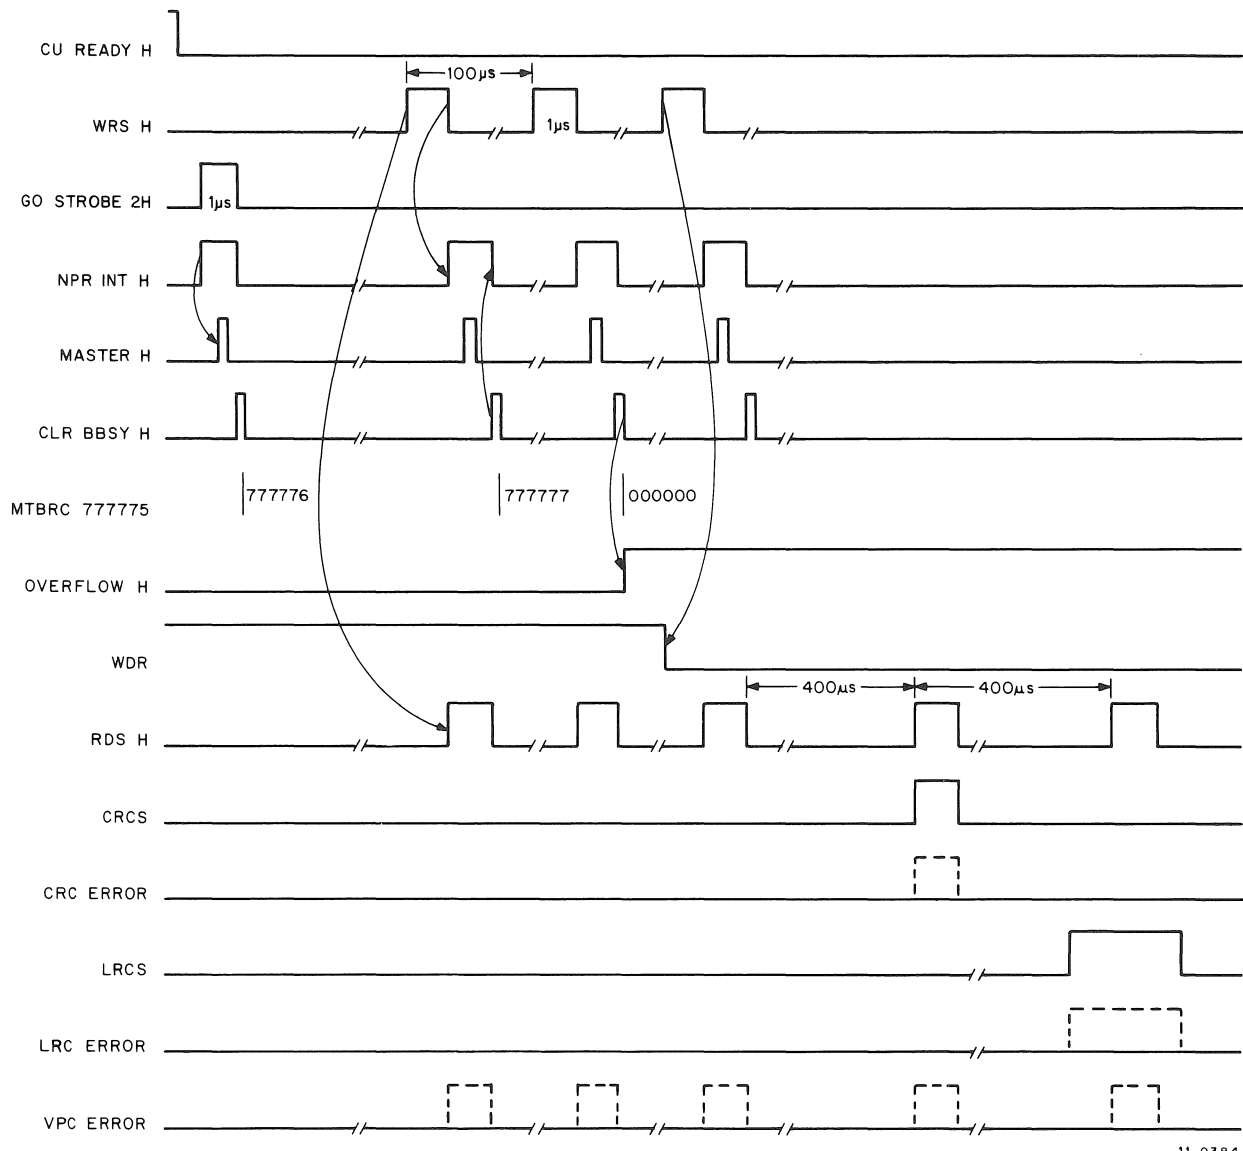 CU READY H
100µs
WRS H
1µs
GO STROBE 2H
1µs
NPR INT H
MASTER H
CLR BBSY H
MTBRC 777775
777776
777777
000000
OVERFLOW H
WDR
400µs
400µs
RDS H
CRCS
CRC ERROR
LRCS
LRC ERROR
VPC ERROR